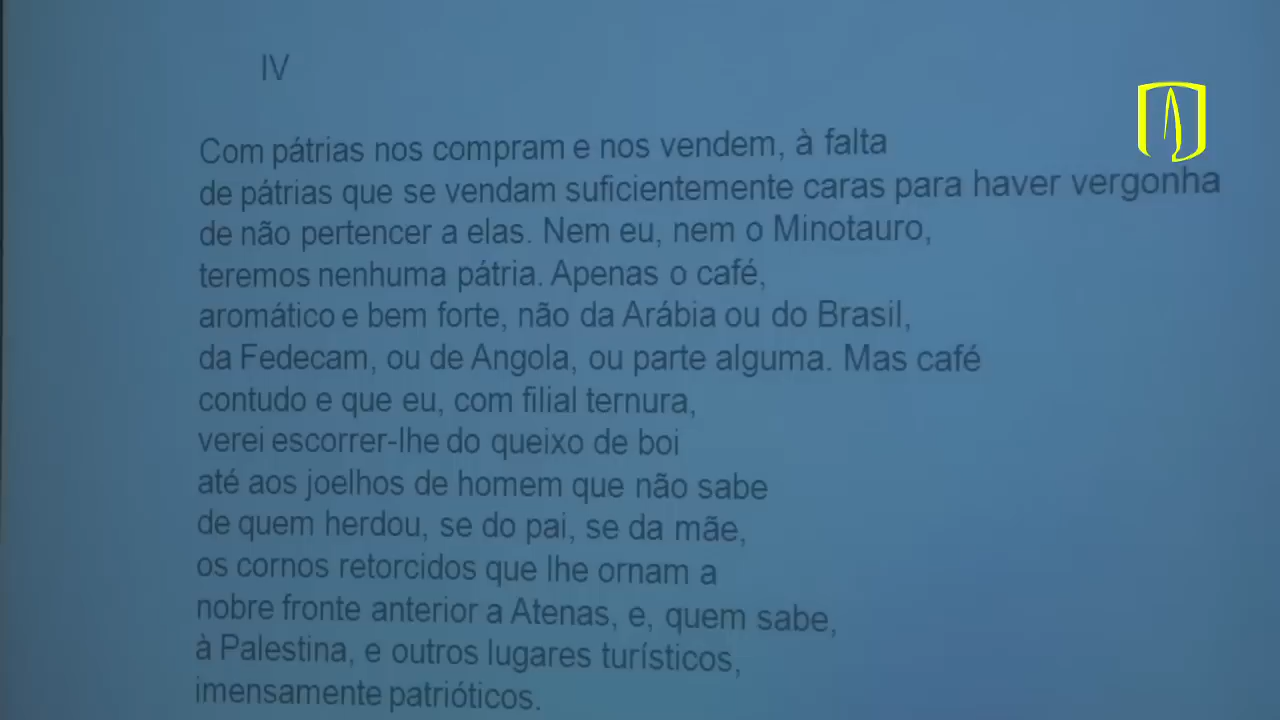 IV
Com pátrias nos compram e nos vendem, à falta
de pátrias que se vendam suficientemente caras para haver vergonha
de não pertencer a elas. Nem eu, nem o Minotauro,
teremos nenhuma pátria. Apenas o café,
aromático e bem forte, não da Arábia ou do Brasil,
da Fedecam, ou de Angola, ou parte alguma. Mas café
contudo e que eu, com filial ternura,
verei escorrer-lhe do queixo de boi
até aos joelhos de homem que não sabe
de quem herdou, se do pai, se da mãe,
os cornos retorcidos que lhe ornam a
nobre fronte anterior a Atenas, e, quem sabe,
à Palestina, e outros lugares turísticos,
imensamente patrióticos.